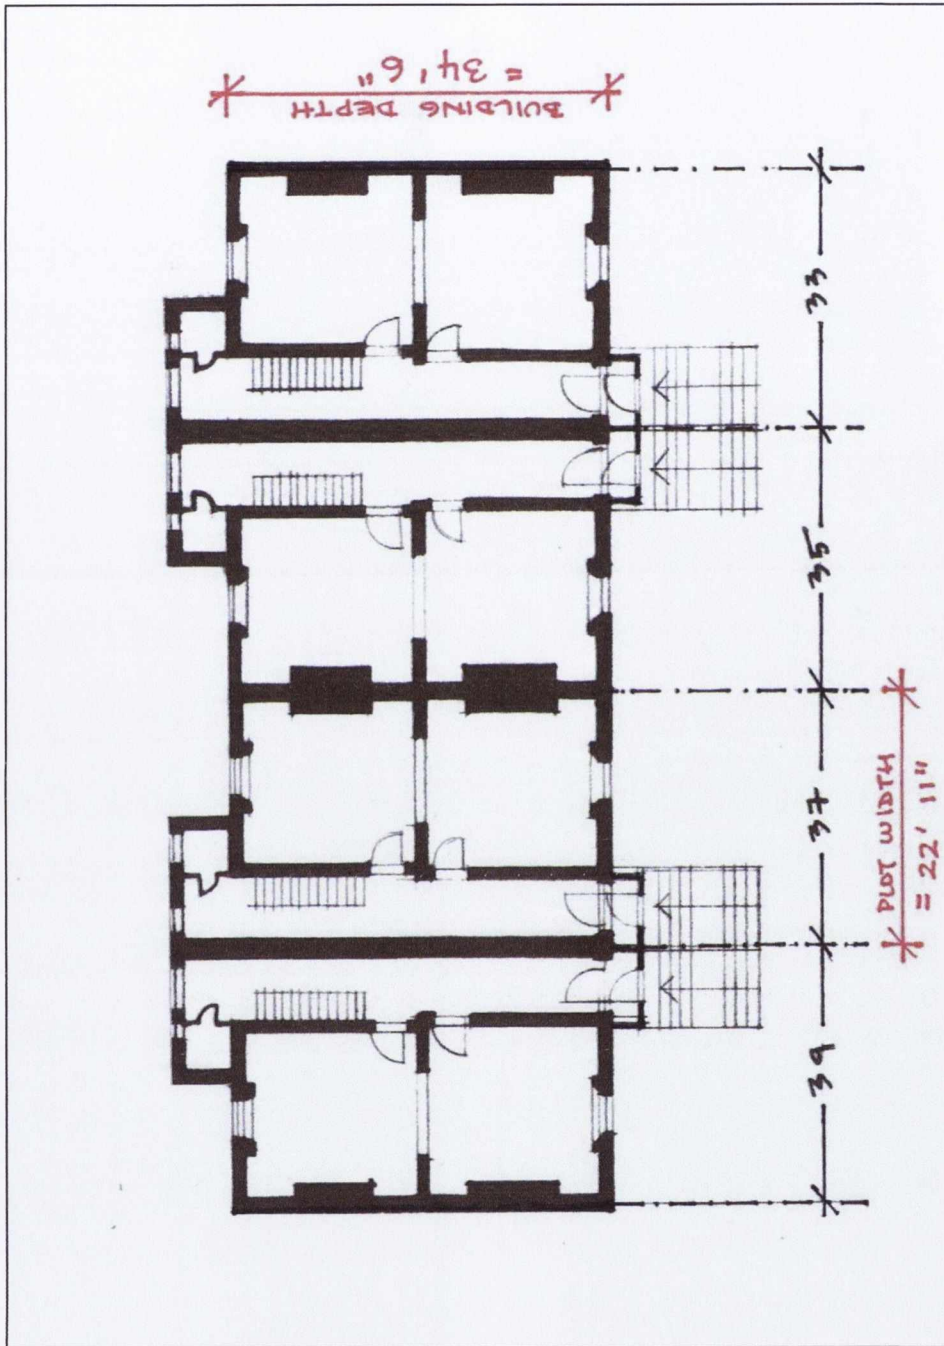 BUILDING DEPTH
= 34' 6"
33
35
37
39
PLOT WIDTH
= 22' 11"